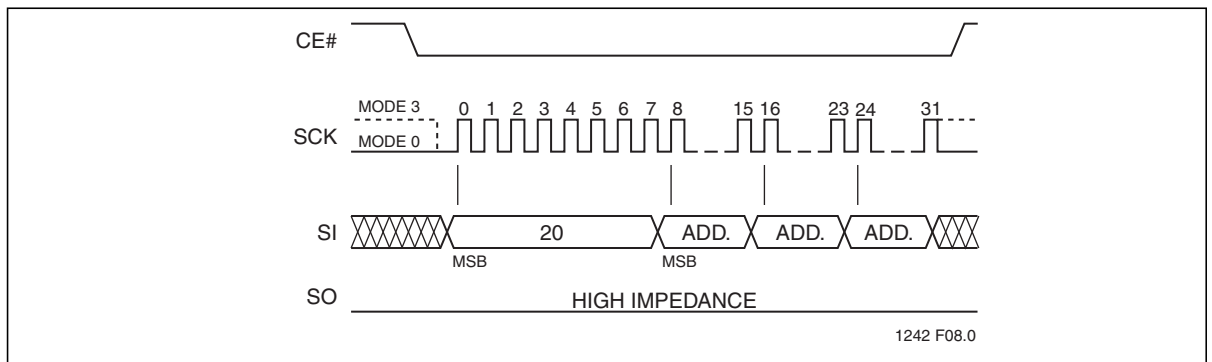 CE#
MODE 3
0 1 2 3 4 5 6 7 8 15 16 23 24 31
SCK
MODE 0
SI
20
ADD.
ADD.
ADD.
MSB
MSB
SO
HIGH IMPEDANCE
1242 F08.0